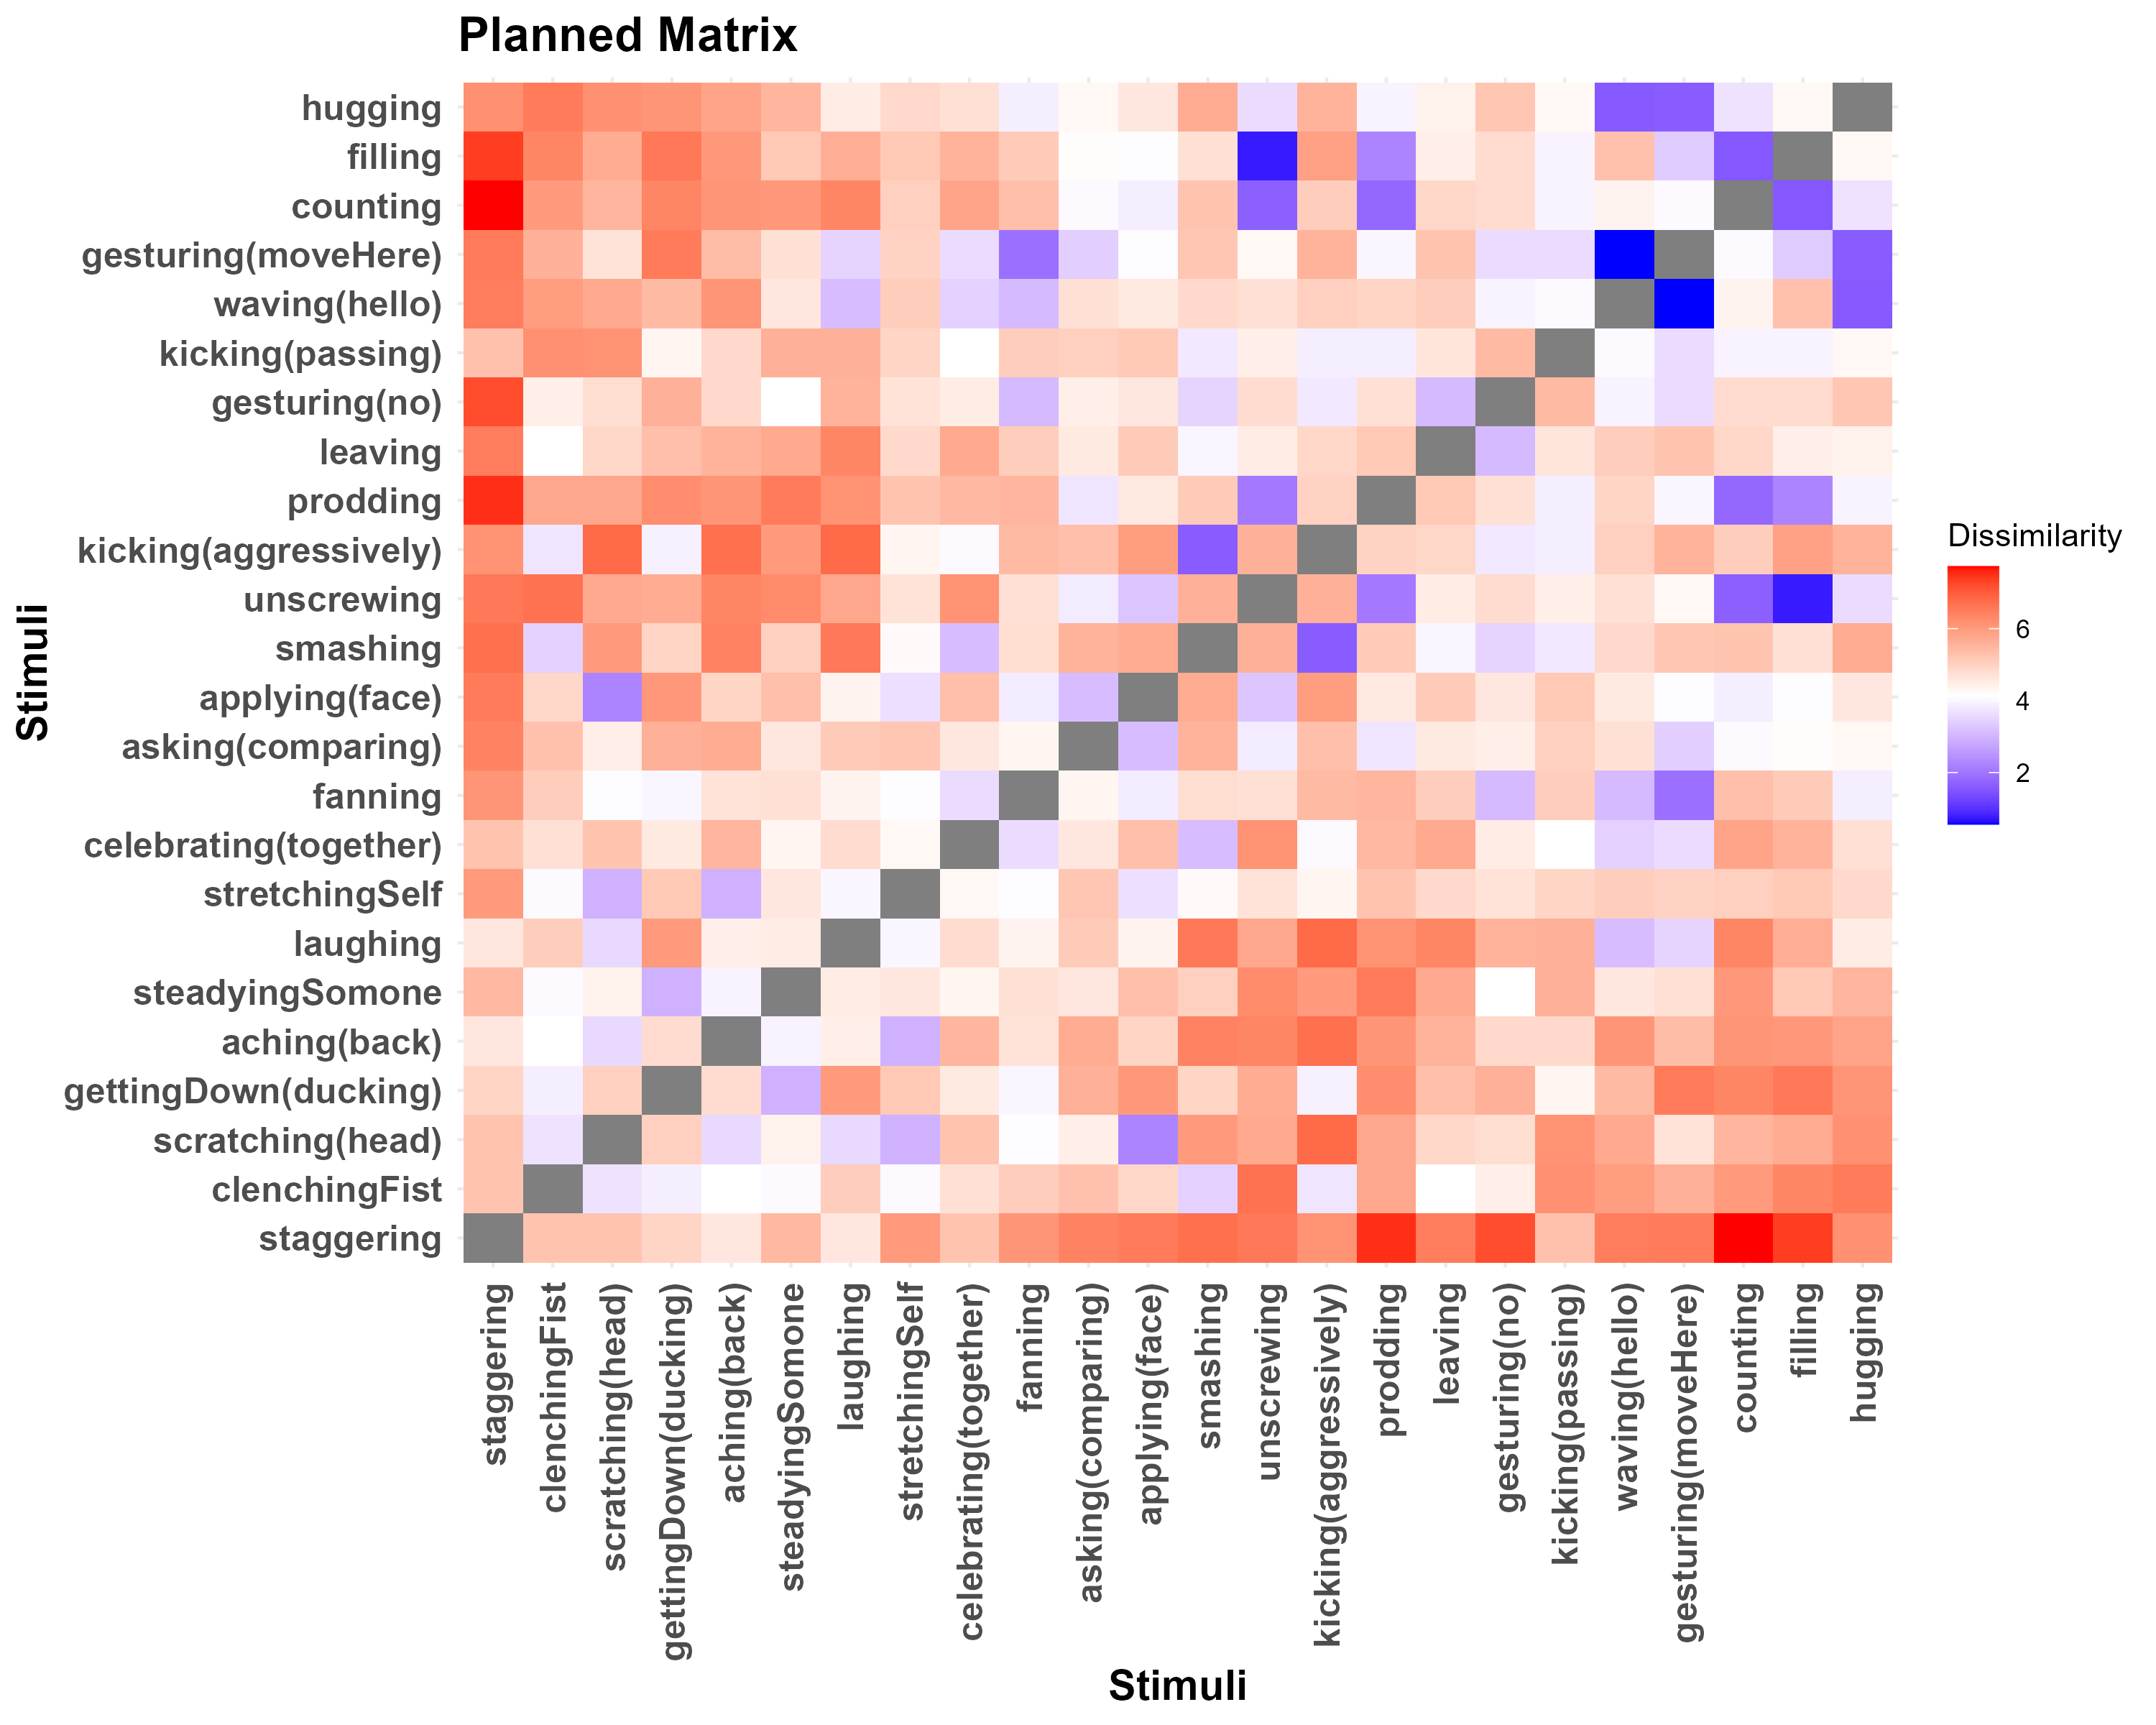 Planned Matrix
Stimuli
hugging
filling
counting
gesturing(moveHere)
waving(hello)
kicking(passing)
gesturing(no)
leaving
prodding
kicking(aggressively)
unscrewing
smashing
applying(face)
asking(comparing)
fanning
celebrating(together)
stretchingSelf
laughing
steadyingSomone
aching(back)
gettingDown(ducking)
scratching(head)
clenchingFist
staggering
staggering
clenchingFist
scratching(head)
gettingDown(ducking)
aching(back)
steadyingSomone
laughing
stretchingSelf
celebrating(together)
fanning
asking(comparing)
applying(face)
smashing
unscrewing
kicking(aggressively)
prodding
leaving
gesturing(no)
kicking(passing)
waving(hello)
gesturing(moveHere)
counting
filling
hugging
Stimuli
Dissimilarity
6
4
2